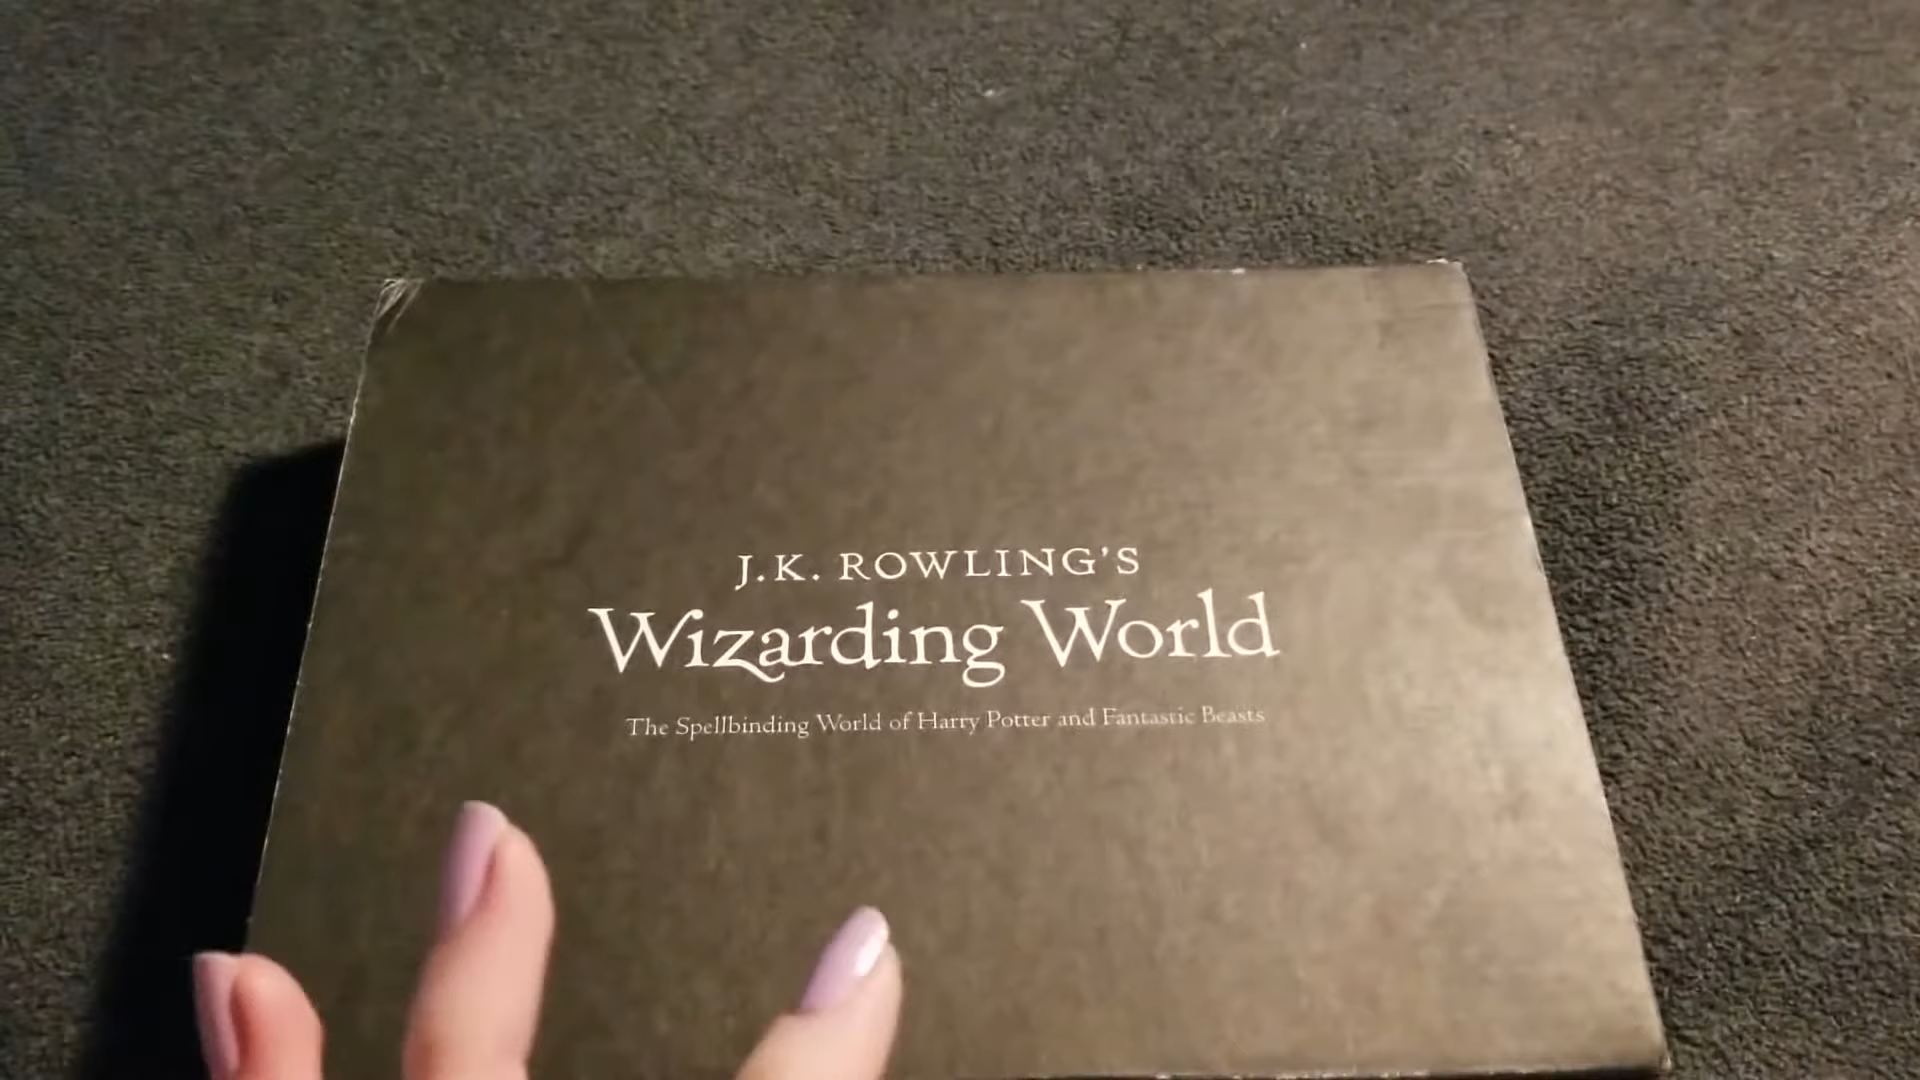 J.K. ROWLING'S
Wizarding World
The Spellbinding World of Harry Potter and Fantastic Beasts